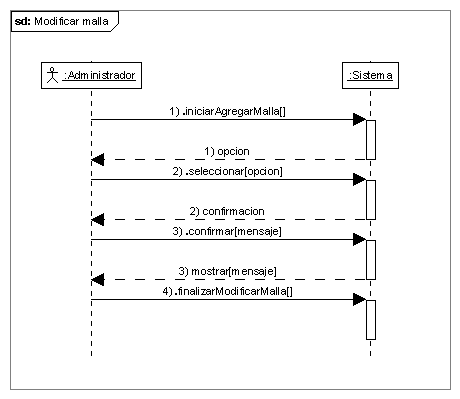 sd: Modificar malla
:Administrador
:Sistema
1) .iniciarAgregarMalla[]
1) opcion
2) .seleccionar[opcion]
2) confirmacion
3) .confirmar[mensaje]
3) mostrar[mensaje]
4) .finalizarModificarMalla[]